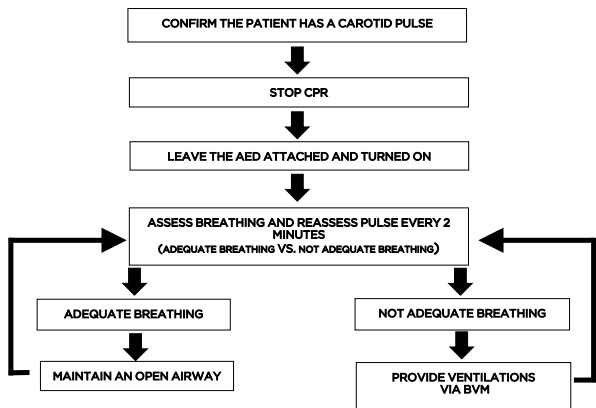 CONFIRM THE PATIENT HAS A CAROTID PULSE
STOP CPR
LEAVE THE AED ATTACHED AND TURNED ON
ASSESS BREATHING AND REASSESS PULSE EVERY 2
MINUTES
(ADEQUATE BREATHING VS. NOT ADEQUATE BREATHING)
ADEQUATE BREATHING
NOT ADEQUATE BREATHING
MAINTAIN AN OPEN AIRWAY
PROVIDE VENTILATIONS
VIA BVM